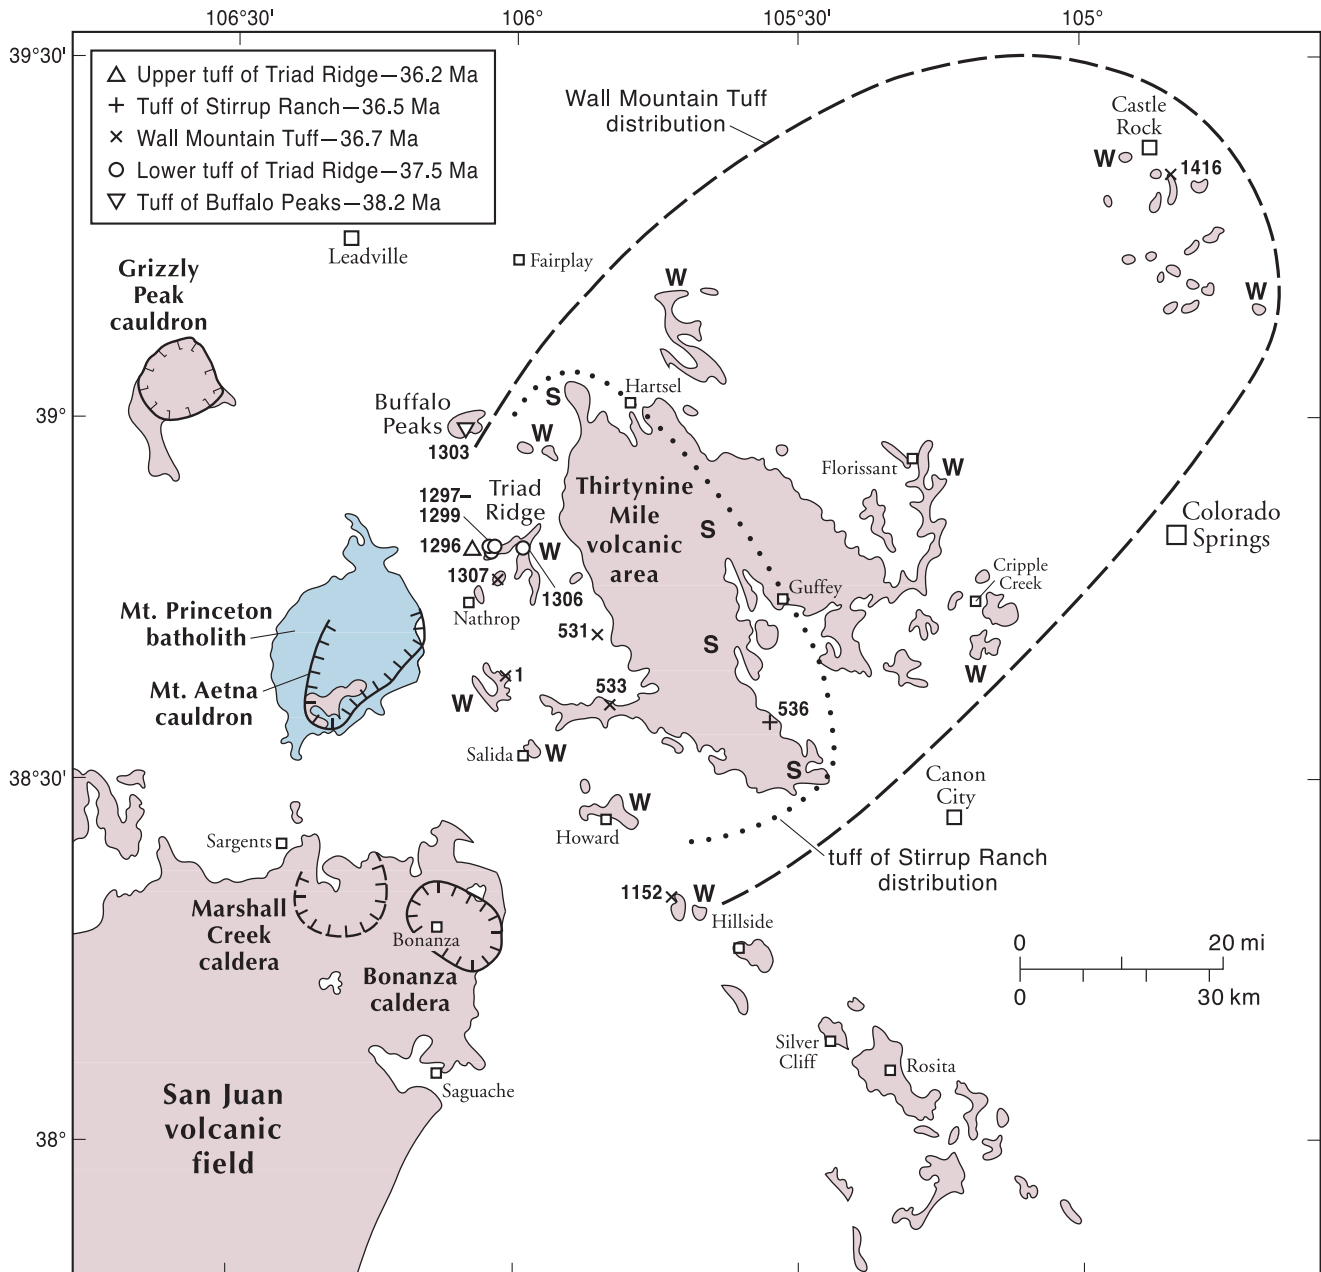 106°30'
106°
105°30'
105°
39°30'
39°
38°30'
38°
Upper tuff of Triad Ridge—36.2 Ma
Tuff of Stirrup Ranch—36.5 Ma
Wall Mountain Tuff—36.7 Ma
Lower tuff of Triad Ridge—37.5 Ma
Tuff of Buffalo Peaks—38.2 Ma
Wall Mountain Tuff
distribution
Castle
Rock
W
1416
Leadville
Fairplay
Grizzly
Peak
cauldron
W
W
Hartsel
S
Buffalo
Peaks
1303
W
Florissant
W
Thirtynine
Mile
volcanic
area
1297–
1299
Triad
Ridge
S
Colorado
Springs
1296
W
1307
1306
Nathrop
Guffey
Cripple
Creek
Mt. Princeton
batholith
531
S
W
Mt. Aetna
cauldron
1
W
533
536
Salida
W
S
Canon
City
W
Howard
Sargents
tuff of Stirrup Ranch
distribution
1152
W
Hillside
Marshall
Creek
caldera
Bonanza
Bonanza
caldera
0
20 mi
0
30 km
Silver
Cliff
Rosita
Saguache
San Juan
volcanic
field